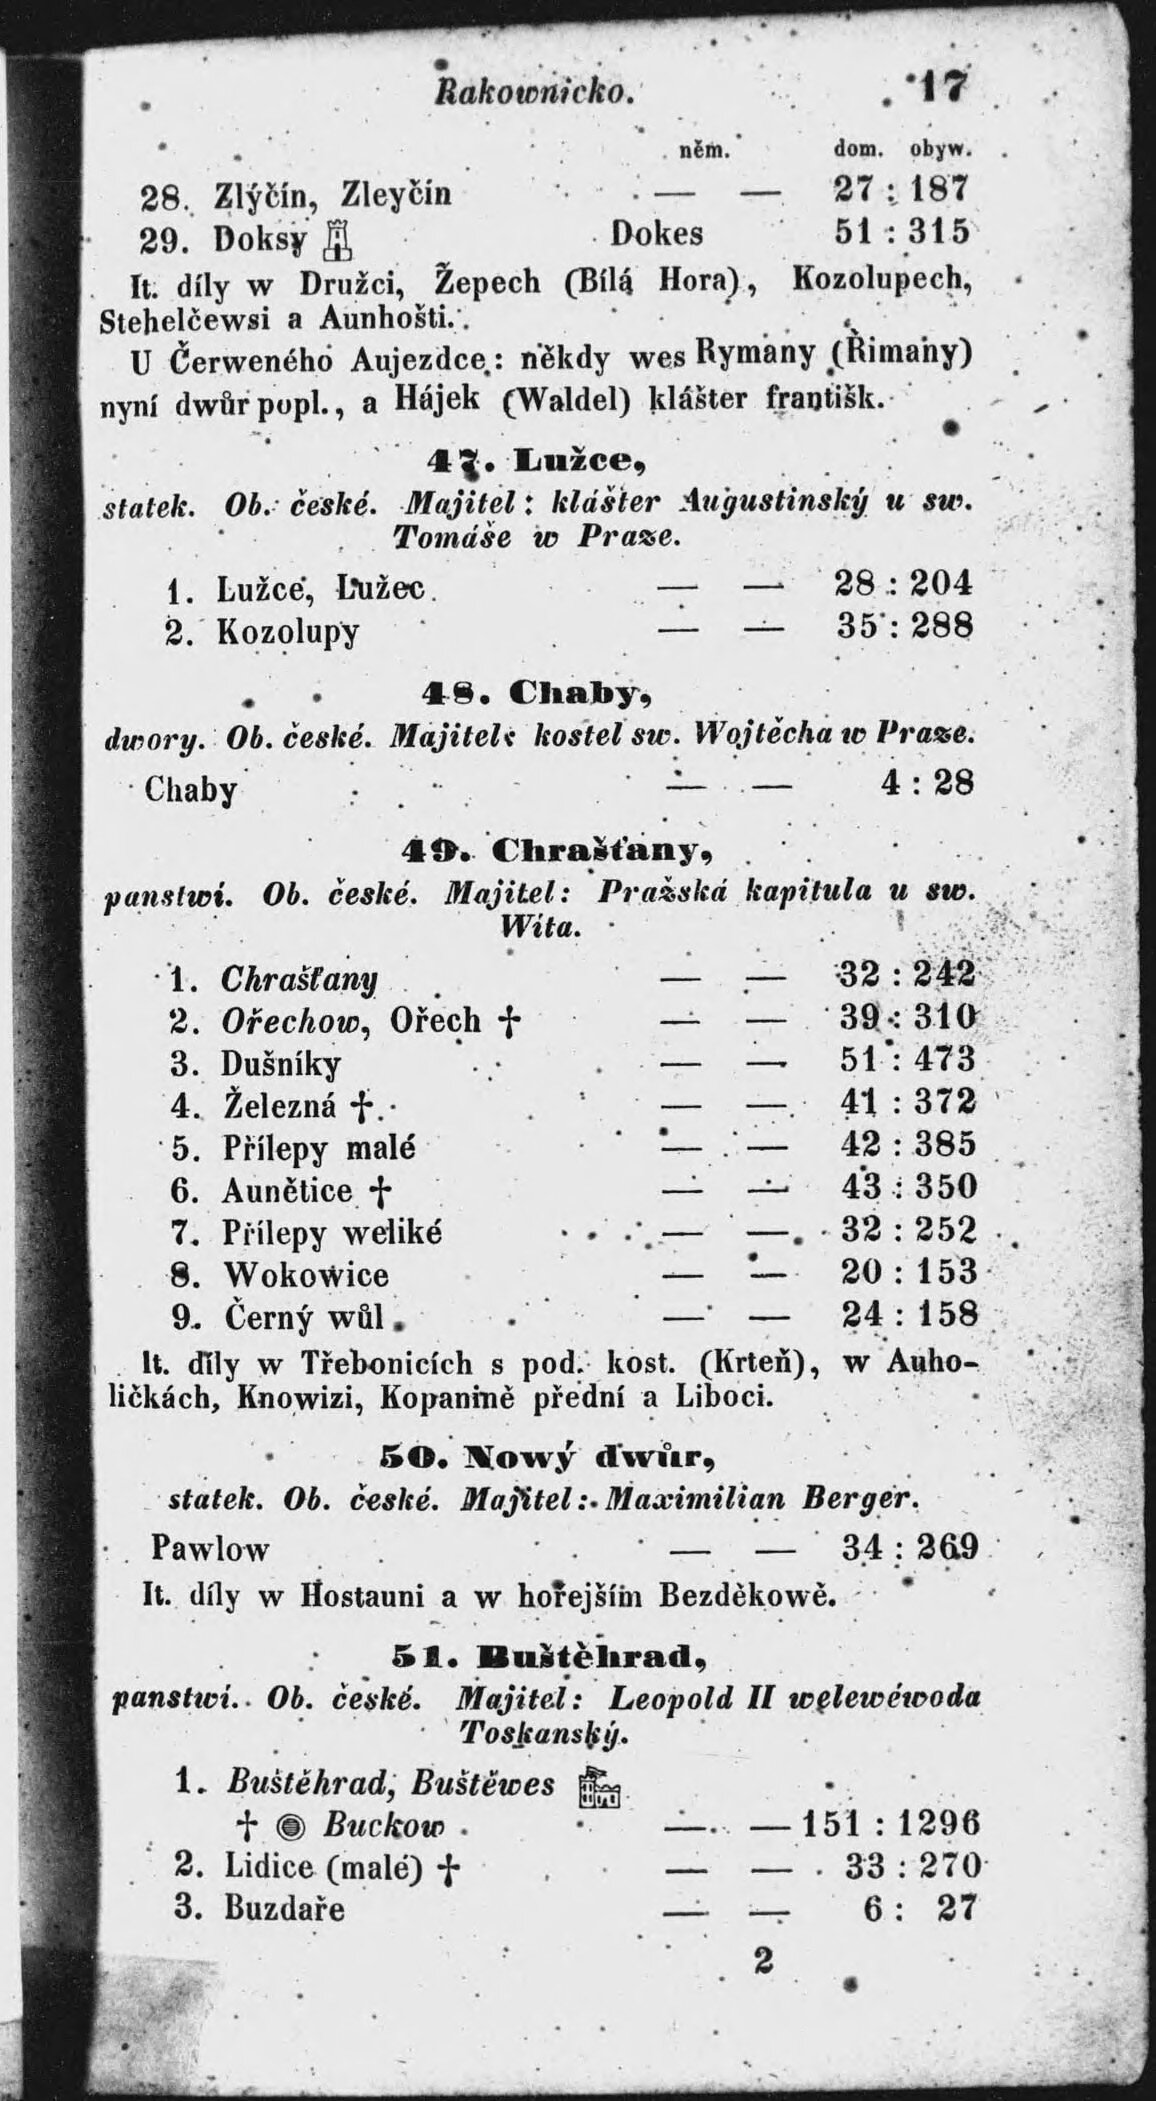 Rakownicko. 17
něm. dom. obyw.
28. Zlýčín, Zleyčín — — 27 : 187
29. Doksy Dokes 51 : 315
It. díly w Družci, Žepech (Bílá Hora), Kozolupech,
Stehelčewsi a Aunhošti.
U Čerweného Aujezdce: někdy wes Rymány (Římany)
nyní dwůr popl., a Hájek (Waldel) klášter františk.
47. Lužce,
statek. Ob. české. Majitel: klášter Augustinský u sw.
Tomáše w Praze.
1. Lužce, Lužec — — 28 : 204
2. Kozolupy — — 35 : 288
48. Chaby,
dwory. Ob. české. Majitel: kostel sw. Wojtěcha w Praze.
Chaby — — 4 : 28
49. Chrašťany,
panstwí. Ob. české. Majitel: Pražská kapitula u sw.
Wíta.
1. Chrašťany — — 32 : 242
2. Ořechow, Ořech † — — 39 : 310
3. Dušníky — — 51 : 473
4. Železná † — — 41 : 372
5. Přílepy malé — — 42 : 385
6. Aunětice † — — 43 : 350
7. Přílepy weliké — — 32 : 252
8. Wokowice — — 20 : 153
9. Černý wůl — — 24 : 158
It. díly w Třebonicích s pod. kost. (Krteň), w Auho-
ličkách, Knowizi, Kopanině přední a Liboci.
50. Nowý dwůr,
statek. Ob. české. Majitel: Maximilian Berger.
Pawlow — — 34 : 269
It. díly w Hostauni a w hořejším Bezděkowě.
51. Buštěhrad,
panstwí. Ob. české. Majitel: Leopold II welewéwoda
Toskanský.
1. Buštěhrad, Buštěwes
† ◉ Buckow — — 151 : 1296
2. Lidice (malé) † — — 33 : 270
3. Buzdaře — — 6 : 27
2